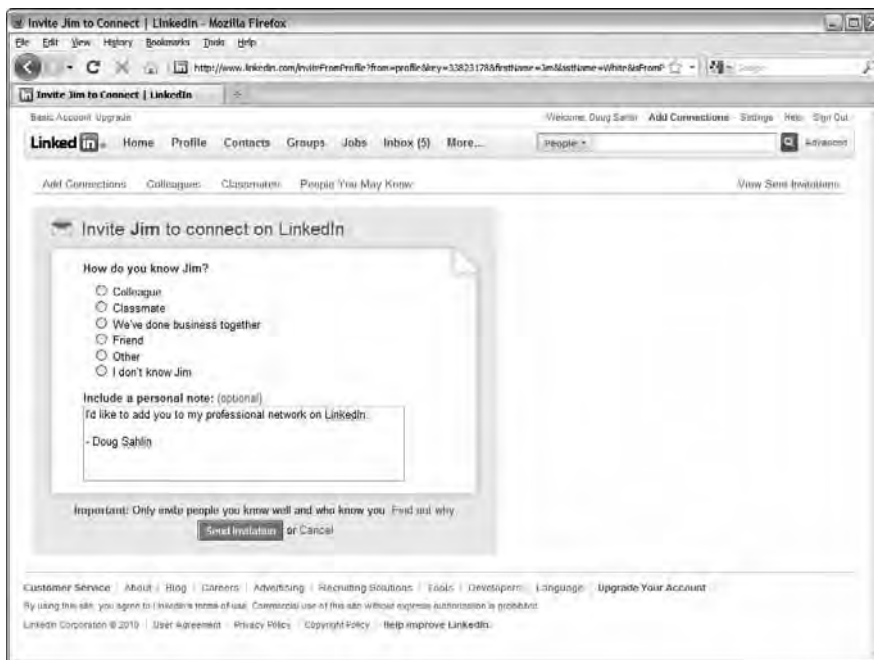 Invite Jim to Connect | LinkedIn - Mozilla Firefox
File Edit View History Bookmarks Tools Help
Invite Jim to Connect | LinkedIn
Basic Account Upgrade Welcome, Doug Sahlin Add Connections Settings Help Sign Out
Linked in Home Profile Contacts Groups Jobs Inbox (5) More... People Advanced
Add Connections Colleagues Classmates People You May Know View Sent Invitations
Invite Jim to connect on LinkedIn
How do you know Jim?
Colleague
Classmate
We've done business together
Friend
Other
I don't know Jim
Include a personal note: (optional)
I'd like to add you to my professional network on LinkedIn.
- Doug Sahlin
Important: Only invite people you know well and who know you. Find out why.
Send Invitation or Cancel
Customer Service | About | Blog | Careers | Advertising | Recruiting Solutions | Tools | Developers | Language | Upgrade Your Account
By using this site, you agree to LinkedIn's terms of use. Commercial use of this site without express authorization is prohibited.
LinkedIn Corporation © 2010 | User Agreement | Privacy Policy | Copyright Policy | Help improve LinkedIn